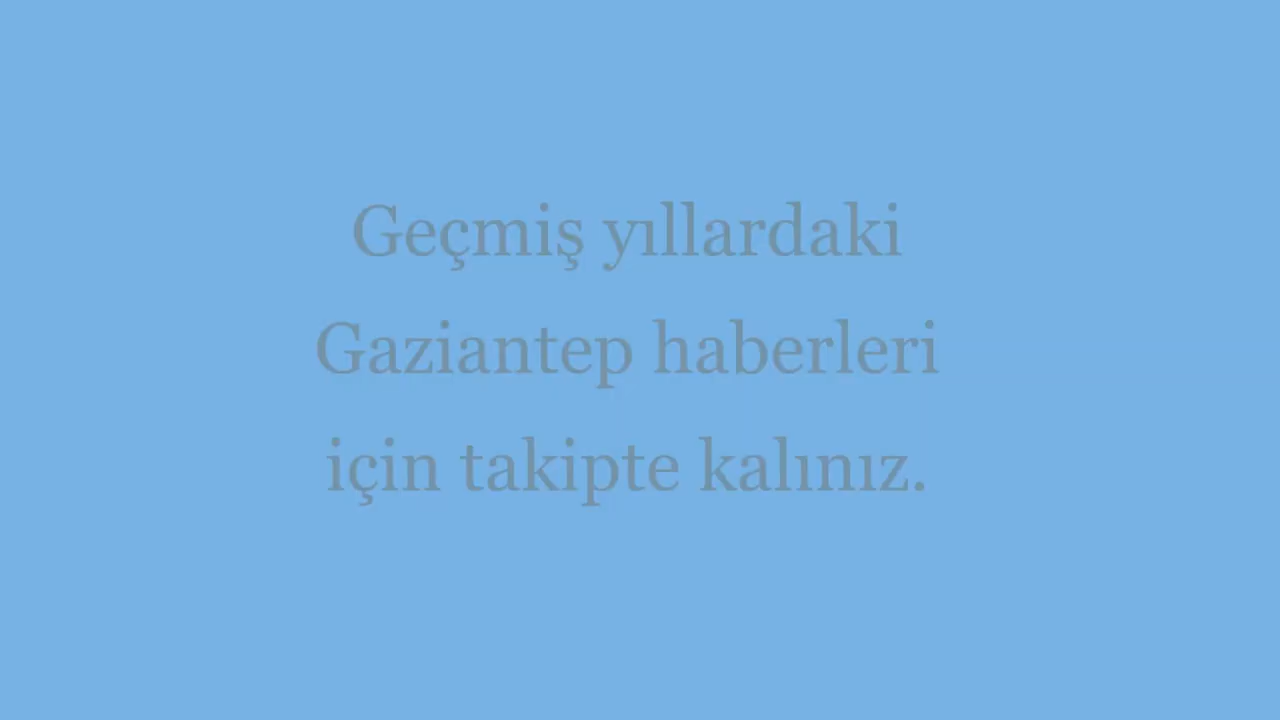 Geçmiş yıllardaki
Gaziantep haberleri
için takipte kalınız.